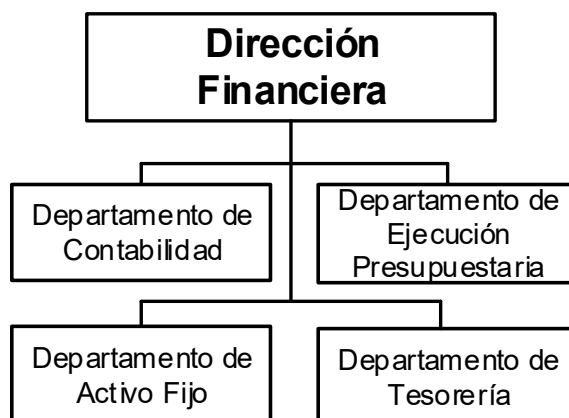 Dirección
Financiera
Departamento de
Contabilidad
Departamento de
Ejecución
Presupuestaria
Departamento de
Activo Fijo
Departamento de
Tesorería